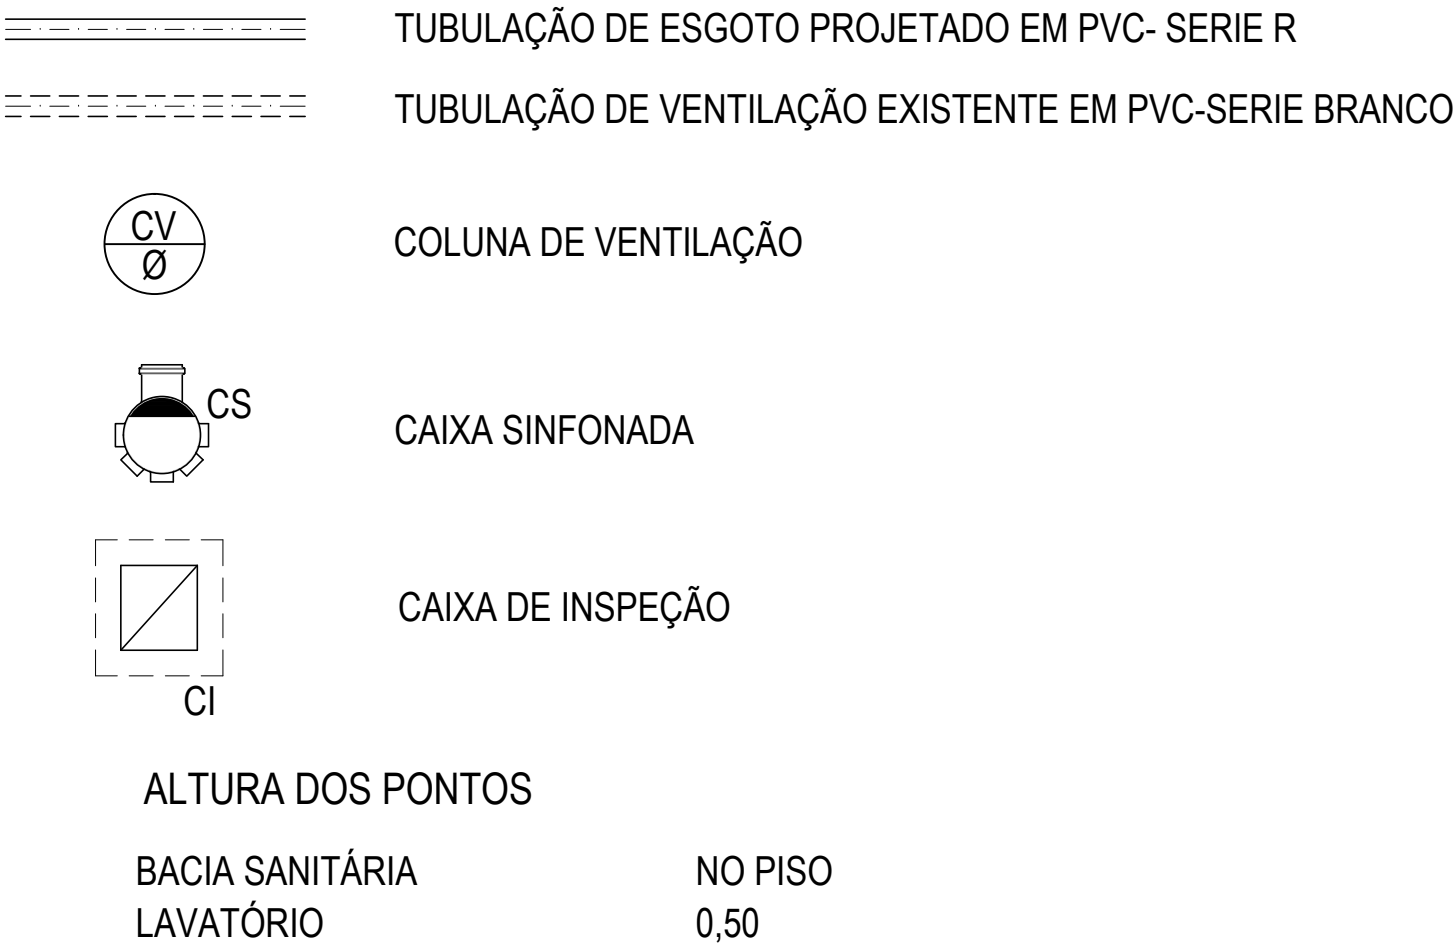 TUBULAÇÃO DE ESGOTO PROJETADO EM PVC- SERIE R
TUBULAÇÃO DE VENTILAÇÃO EXISTENTE EM PVC-SERIE BRANCO
CV
Ø
COLUNA DE VENTILAÇÃO
CS
CAIXA SINFONADA
CAIXA DE INSPEÇÃO
CI
ALTURA DOS PONTOS
BACIA SANITÁRIA NO PISO
LAVATÓRIO 0,50